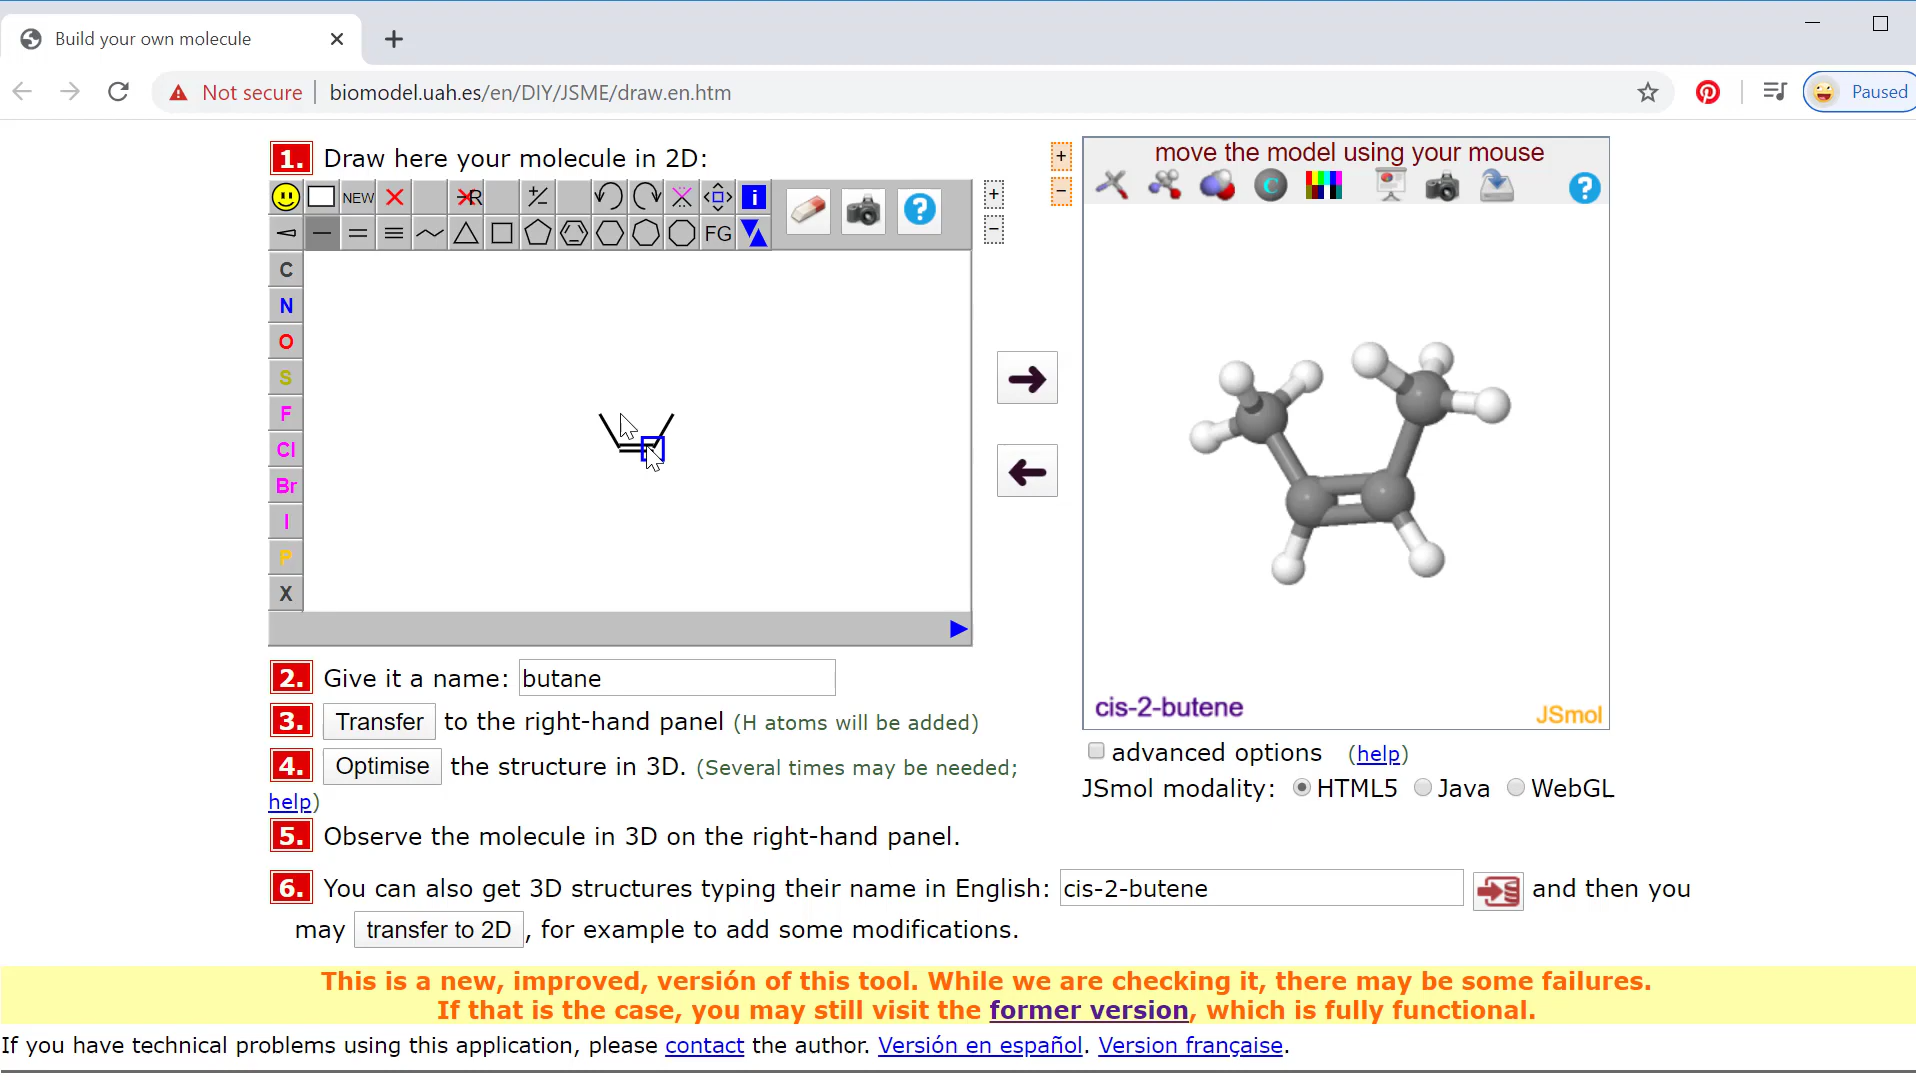 Build your own molecule
Not secure
biomodel.uah.es/en/DIY/JSME/draw.en.htm
Paused
1. Draw here your molecule in 2D:
NEW
R
i
FG
?
+
−
C
N
O
S
F
Cl
Br
I
P
X
+
−
move the model using your mouse
C
?
cis-2-butene
JSmol
2. Give it a name: butane
3. Transfer to the right-hand panel (H atoms will be added)
4. Optimise the structure in 3D. (Several times may be needed;
help)
advanced options (help)
JSmol modality: HTML5 Java WebGL
5. Observe the molecule in 3D on the right-hand panel.
6. You can also get 3D structures typing their name in English: cis-2-butene and then you
may transfer to 2D, for example to add some modifications.
This is a new, improved, versión of this tool. While we are checking it, there may be some failures.
If that is the case, you may still visit the former version, which is fully functional.
If you have technical problems using this application, please contact the author. Versión en español. Version française.